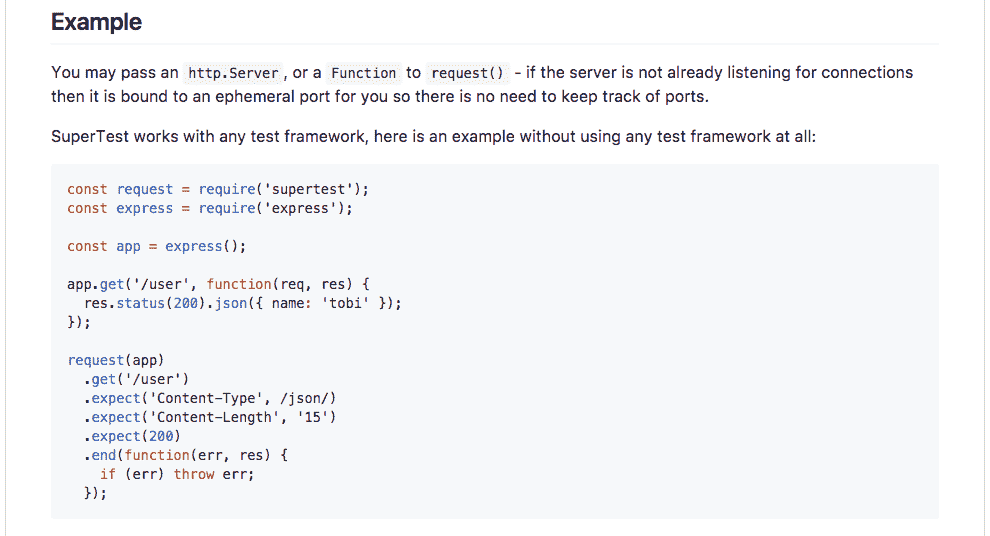 Example
You may pass an http.Server , or a Function to request() - if the server is not already listening for connections
then it is bound to an ephemeral port for you so there is no need to keep track of ports.
SuperTest works with any test framework, here is an example without using any test framework at all:
const request = require('supertest');
const express = require('express');

const app = express();

app.get('/user', function(req, res) {
  res.status(200).json({ name: 'tobi' });
});

request(app)
  .get('/user')
  .expect('Content-Type', /json/)
  .expect('Content-Length', '15')
  .expect(200)
  .end(function(err, res) {
    if (err) throw err;
  });